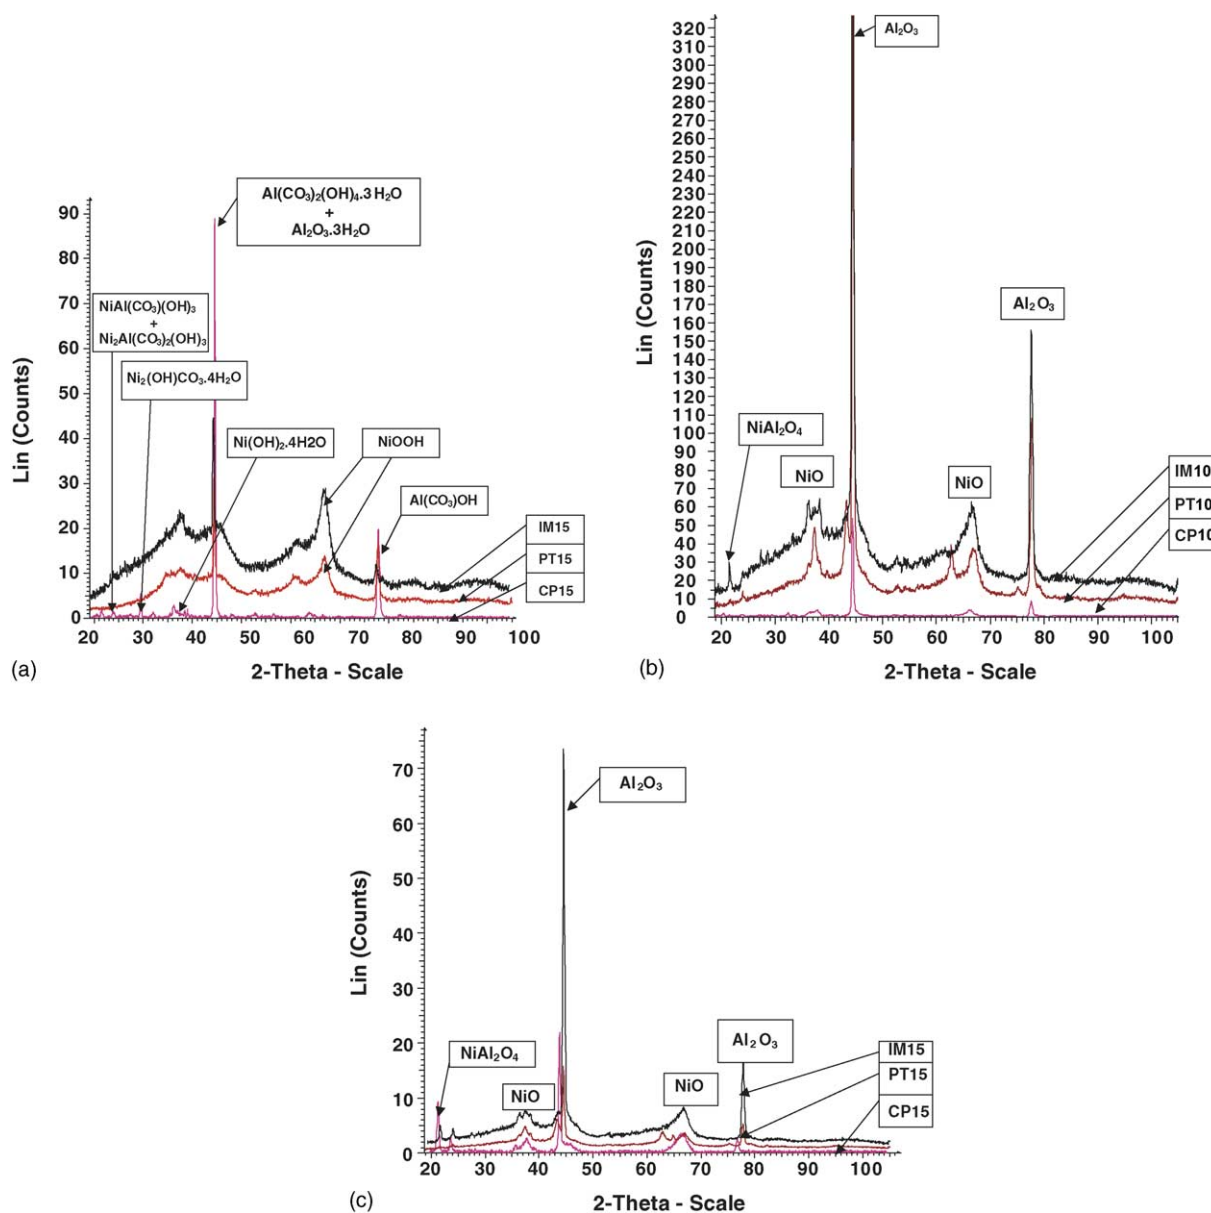 Al(CO₃)₂(OH)₄.3H₂O
+
Al₂O₃.3H₂O
90
80
70
60
50
40
30
20
10
0
Lin (Counts)
NiAl(CO₃)(OH)₃
+
Ni₂Al(CO₃)₂(OH)₃
Ni₂(OH)CO₃.4H₂O
Ni(OH)₂.4H2O
NiOOH
Al(CO₃)OH
IM15
PT15
CP15
20 30 40 50 60 70 80 90 100
(a)
2-Theta - Scale
320
310
300
290
280
270
260
250
240
230
220
210
200
190
180
170
160
150
140
130
120
110
100
90
80
70
60
50
40
30
20
10
0
Lin (Counts)
Al₂O₃
Al₂O₃
NiAl₂O₄
NiO
NiO
IM10
PT10
CP10
20 30 40 50 60 70 80 90 100
(b)
2-Theta - Scale
70
60
50
40
30
20
10
0
Lin (Counts)
Al₂O₃
NiAl₂O₄
NiO
NiO
Al₂O₃
IM15
PT15
CP15
20 30 40 50 60 70 80 90 100
(c)
2-Theta - Scale